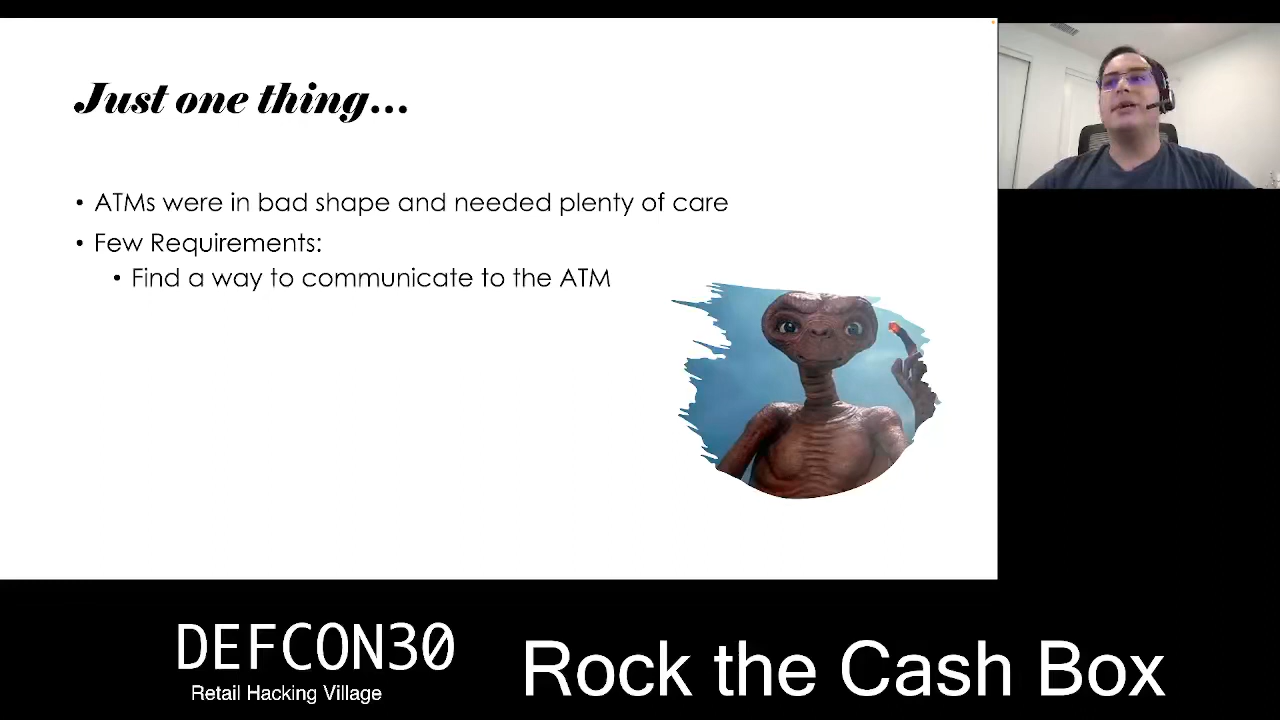 Just one thing...
• ATMs were in bad shape and needed plenty of care
• Few Requirements:
• Find a way to communicate to the ATM
DEFCON30
Retail Hacking Village
Rock the Cash Box